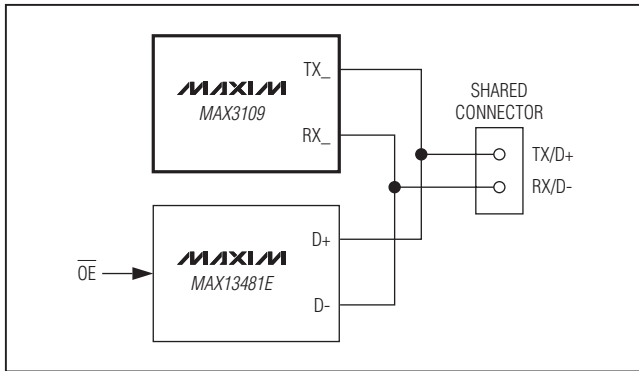 MAXIM
MAX3109
TX_
RX_
SHARED
CONNECTOR
TX/D+
RX/D-
OE
MAXIM
MAX13481E
D+
D-